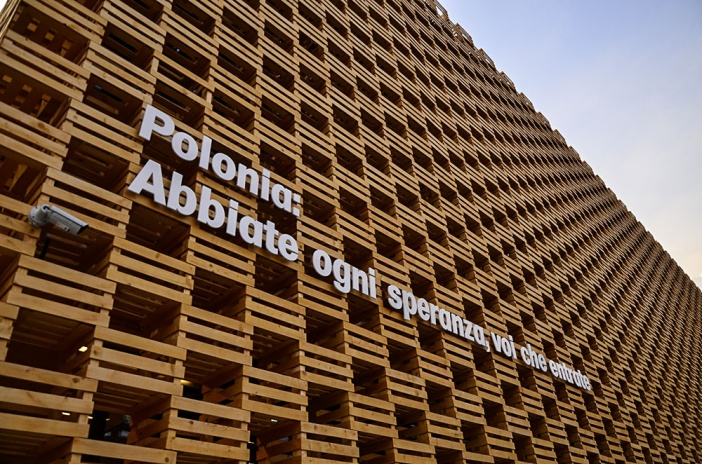 Polonia:
Abbiate ogni speranza, voi che entrate